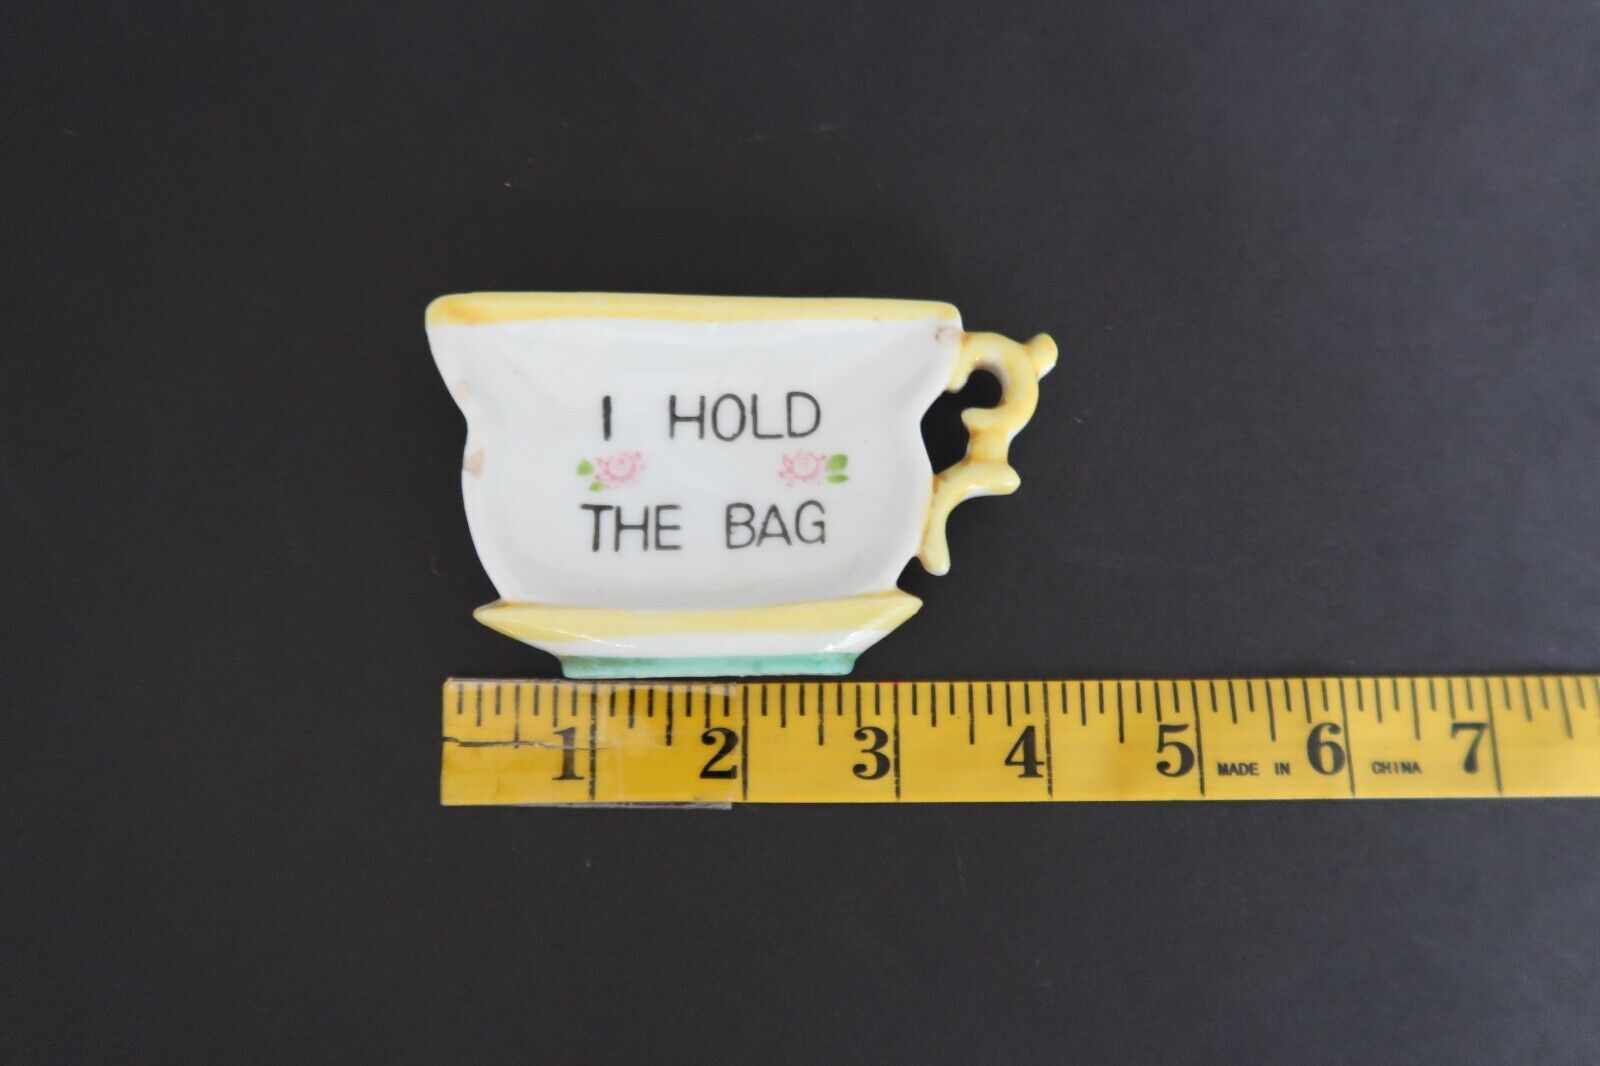 I HOLD
THE BAG
1 2 3 4 5 MADE IN 6 CHINA 7